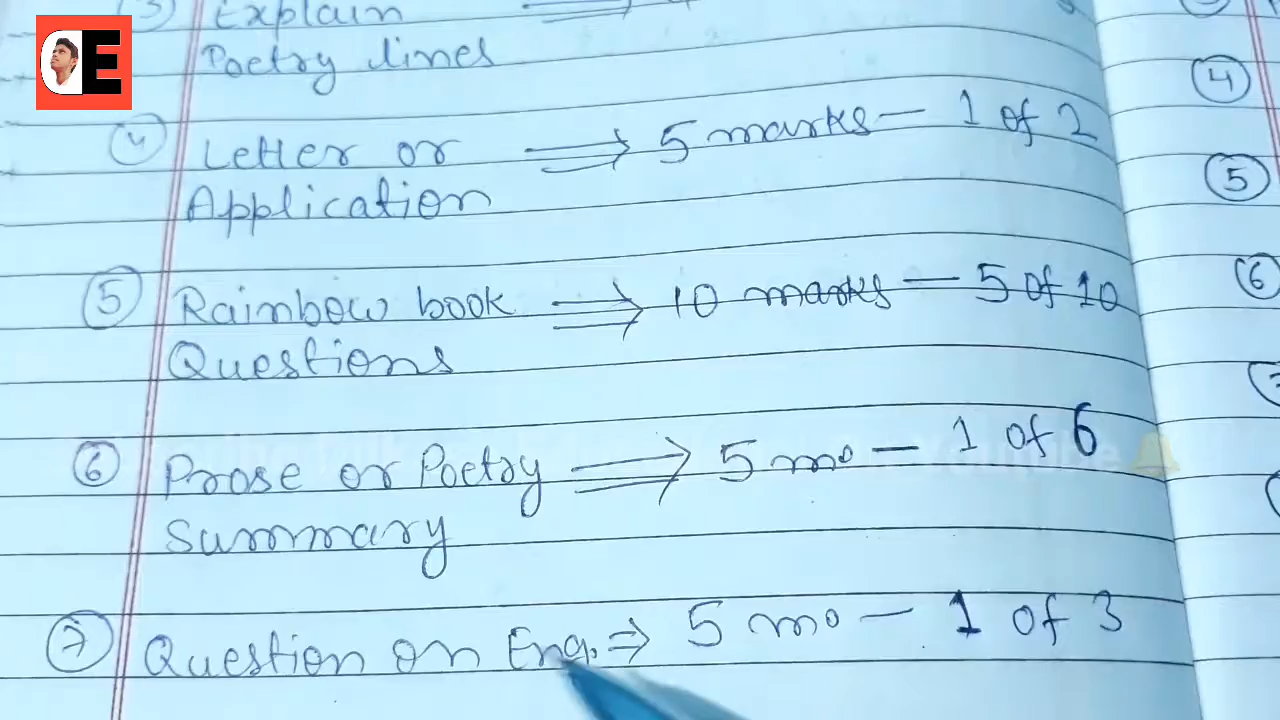 ③ Explain
Poetry lines
④ Letter or ⇒ 5 marks – 1 of 2
Application
⑤ Rainbow book ⇒ 10 marks – 5 of 10
Questions
⑥ Prose or Poetry ⇒ 5 mo – 1 of 6
Summary
⑦ Question on Eng. ⇒ 5 mo – 1 of 3
④
⑤
⑥
DE